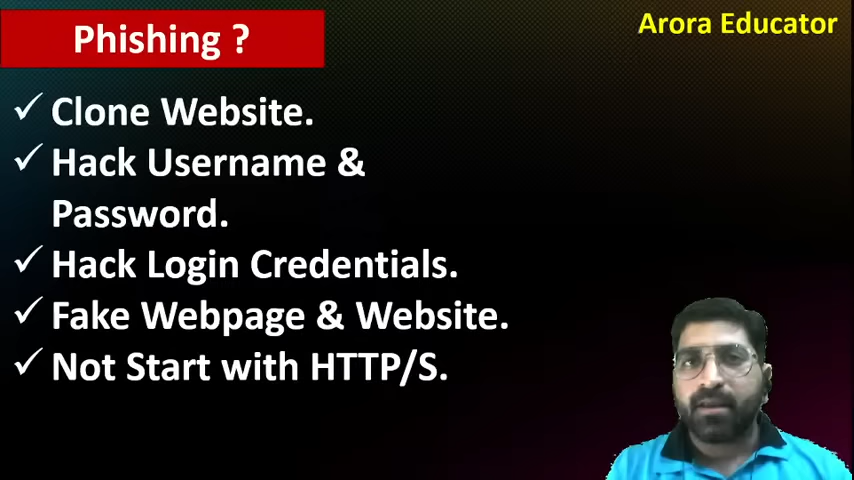 Phishing ?
Arora Educator
✓ Clone Website.
✓ Hack Username &
Password.
✓ Hack Login Credentials.
✓ Fake Webpage & Website.
✓ Not Start with HTTP/S.